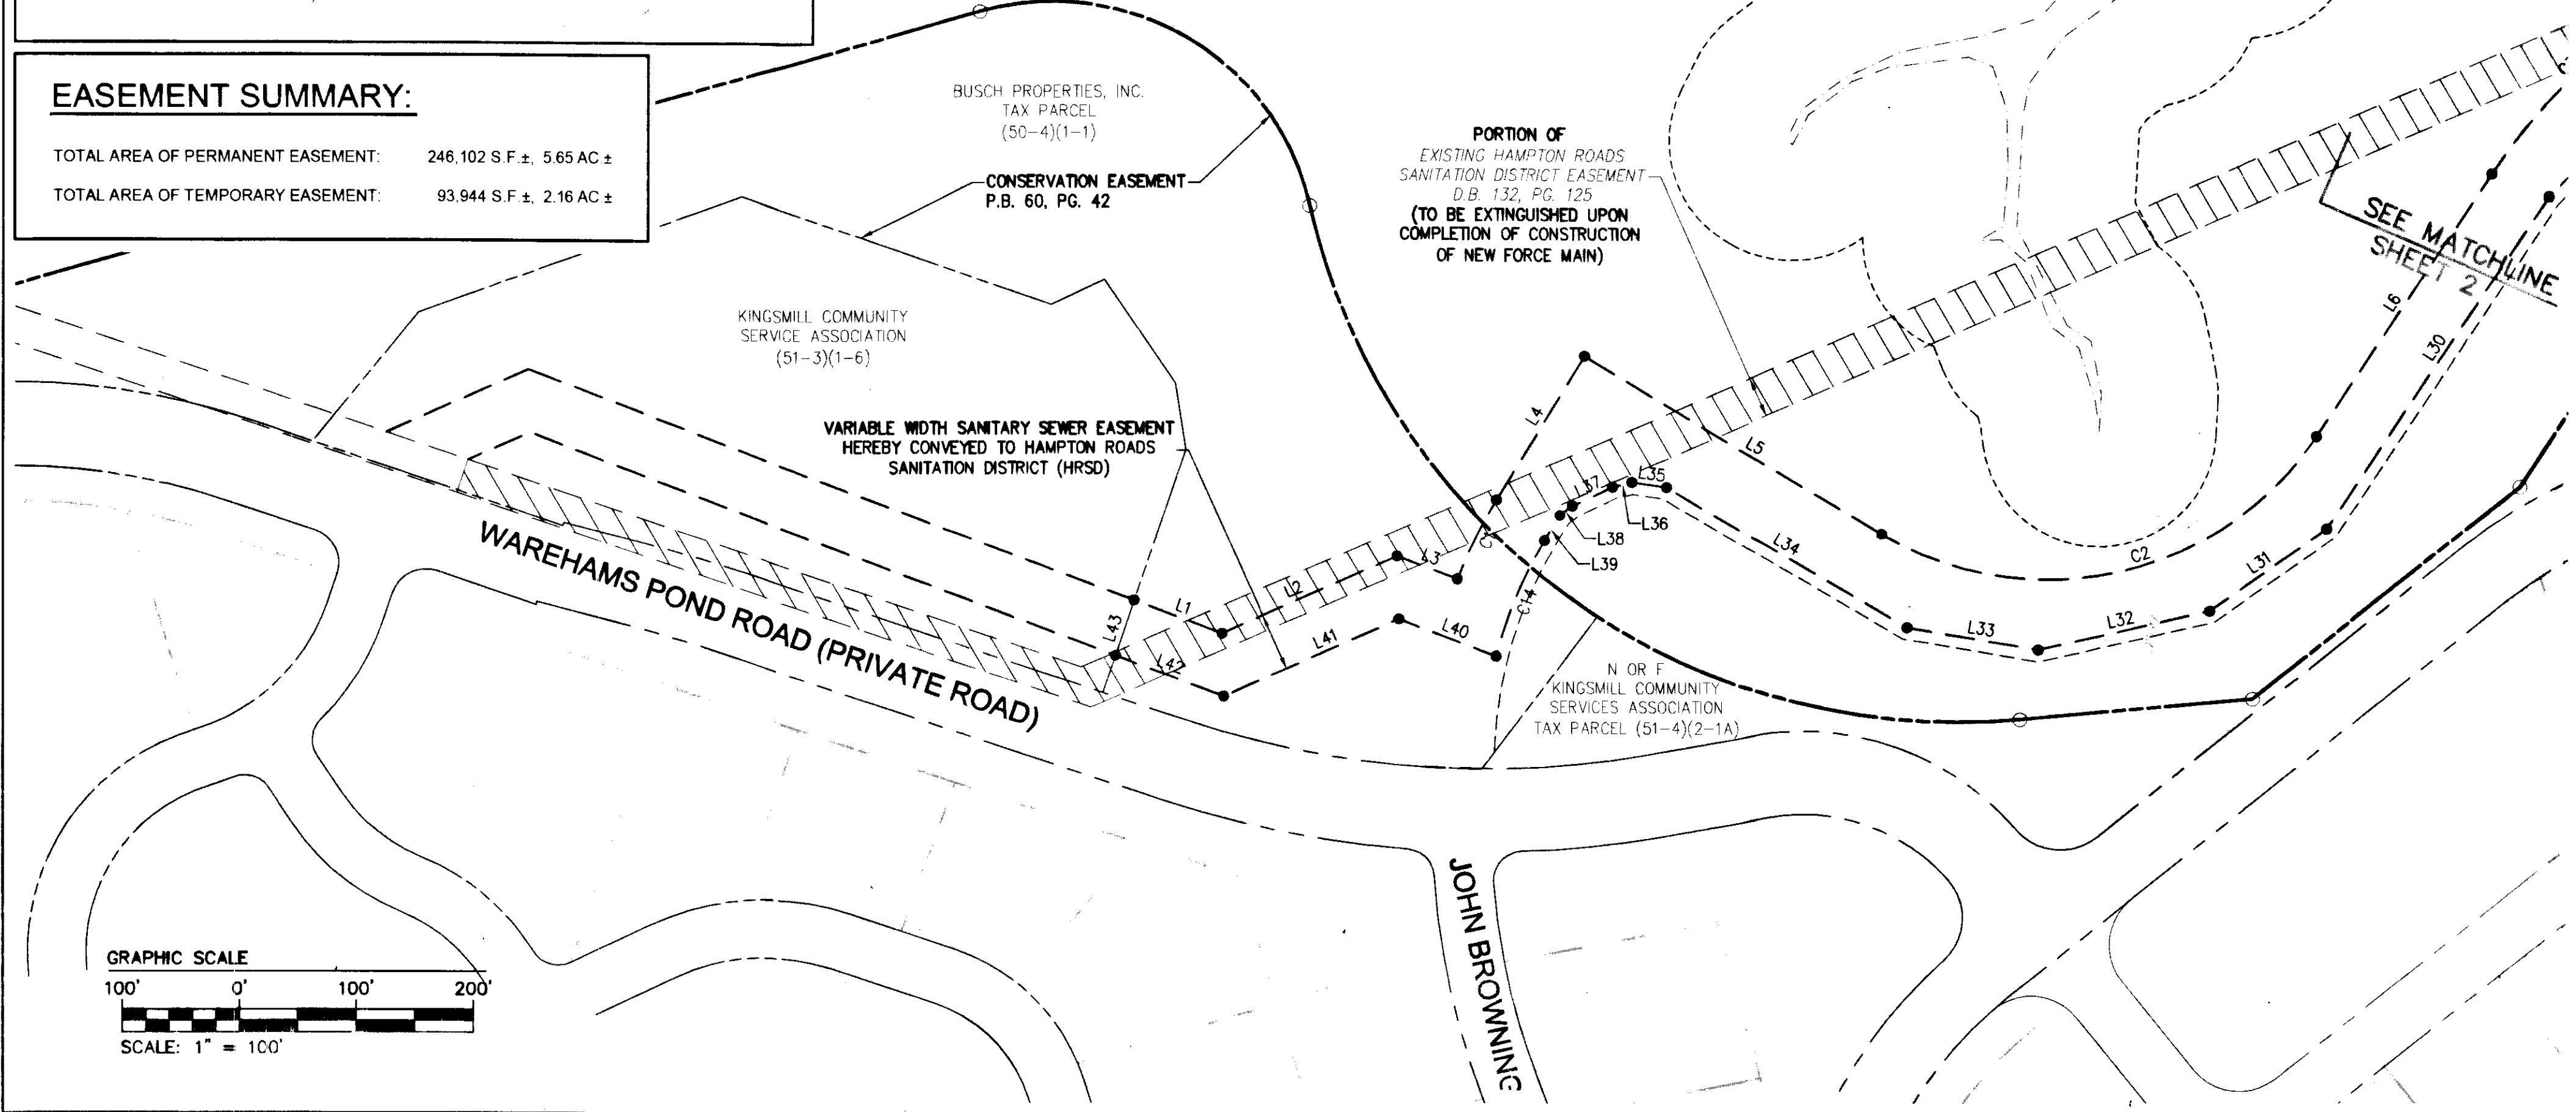 EASEMENT SUMMARY:
TOTAL AREA OF PERMANENT EASEMENT: 246,102 S.F.±, 5.65 AC ±
TOTAL AREA OF TEMPORARY EASEMENT: 93,944 S.F.±, 2.16 AC ±
BUSCH PROPERTIES, INC.
TAX PARCEL
(50-4)(1-1)
CONSERVATION EASEMENT
P.B. 60, PG. 42
PORTION OF
EXISTING HAMPTON ROADS
SANITATION DISTRICT EASEMENT
D.B. 132, PG. 125
(TO BE EXTINGUISHED UPON
COMPLETION OF CONSTRUCTION
OF NEW FORCE MAIN)
SEE MATCHLINE
SHEET 2
KINGSMILL COMMUNITY
SERVICE ASSOCIATION
(51-3)(1-6)
VARIABLE WIDTH SANITARY SEWER EASEMENT
HEREBY CONVEYED TO HAMPTON ROADS
SANITATION DISTRICT (HRSD)
WAREHAMS POND ROAD (PRIVATE ROAD)
L43
L1
L2
L3
L4
L5
L6
L30
L42
L41
L40
C14
L39
L38
L37
L36
L35
L34
L33
L32
L31
C2
N OR F
KINGSMILL COMMUNITY
SERVICES ASSOCIATION
TAX PARCEL (51-4)(2-1A)
JOHN BROWNING
GRAPHIC SCALE
100' 0' 100' 200'
SCALE: 1" = 100'